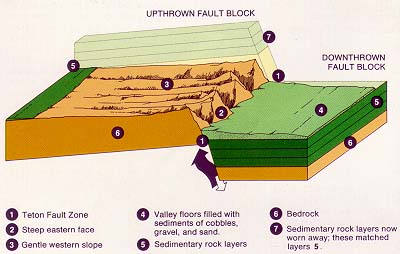 UPTHROWN FAULT BLOCK
7
DOWNTHROWN
FAULT BLOCK
5
3
1
4
5
2
6
1
6
1 Teton Fault Zone
2 Steep eastern face
3 Gentle western slope
4 Valley floors filled with
sediments of cobbles,
gravel, and sand.
5 Sedimentary rock layers
6 Bedrock
7 Sedimentary rock layers now
worn away; these matched
layers 5.